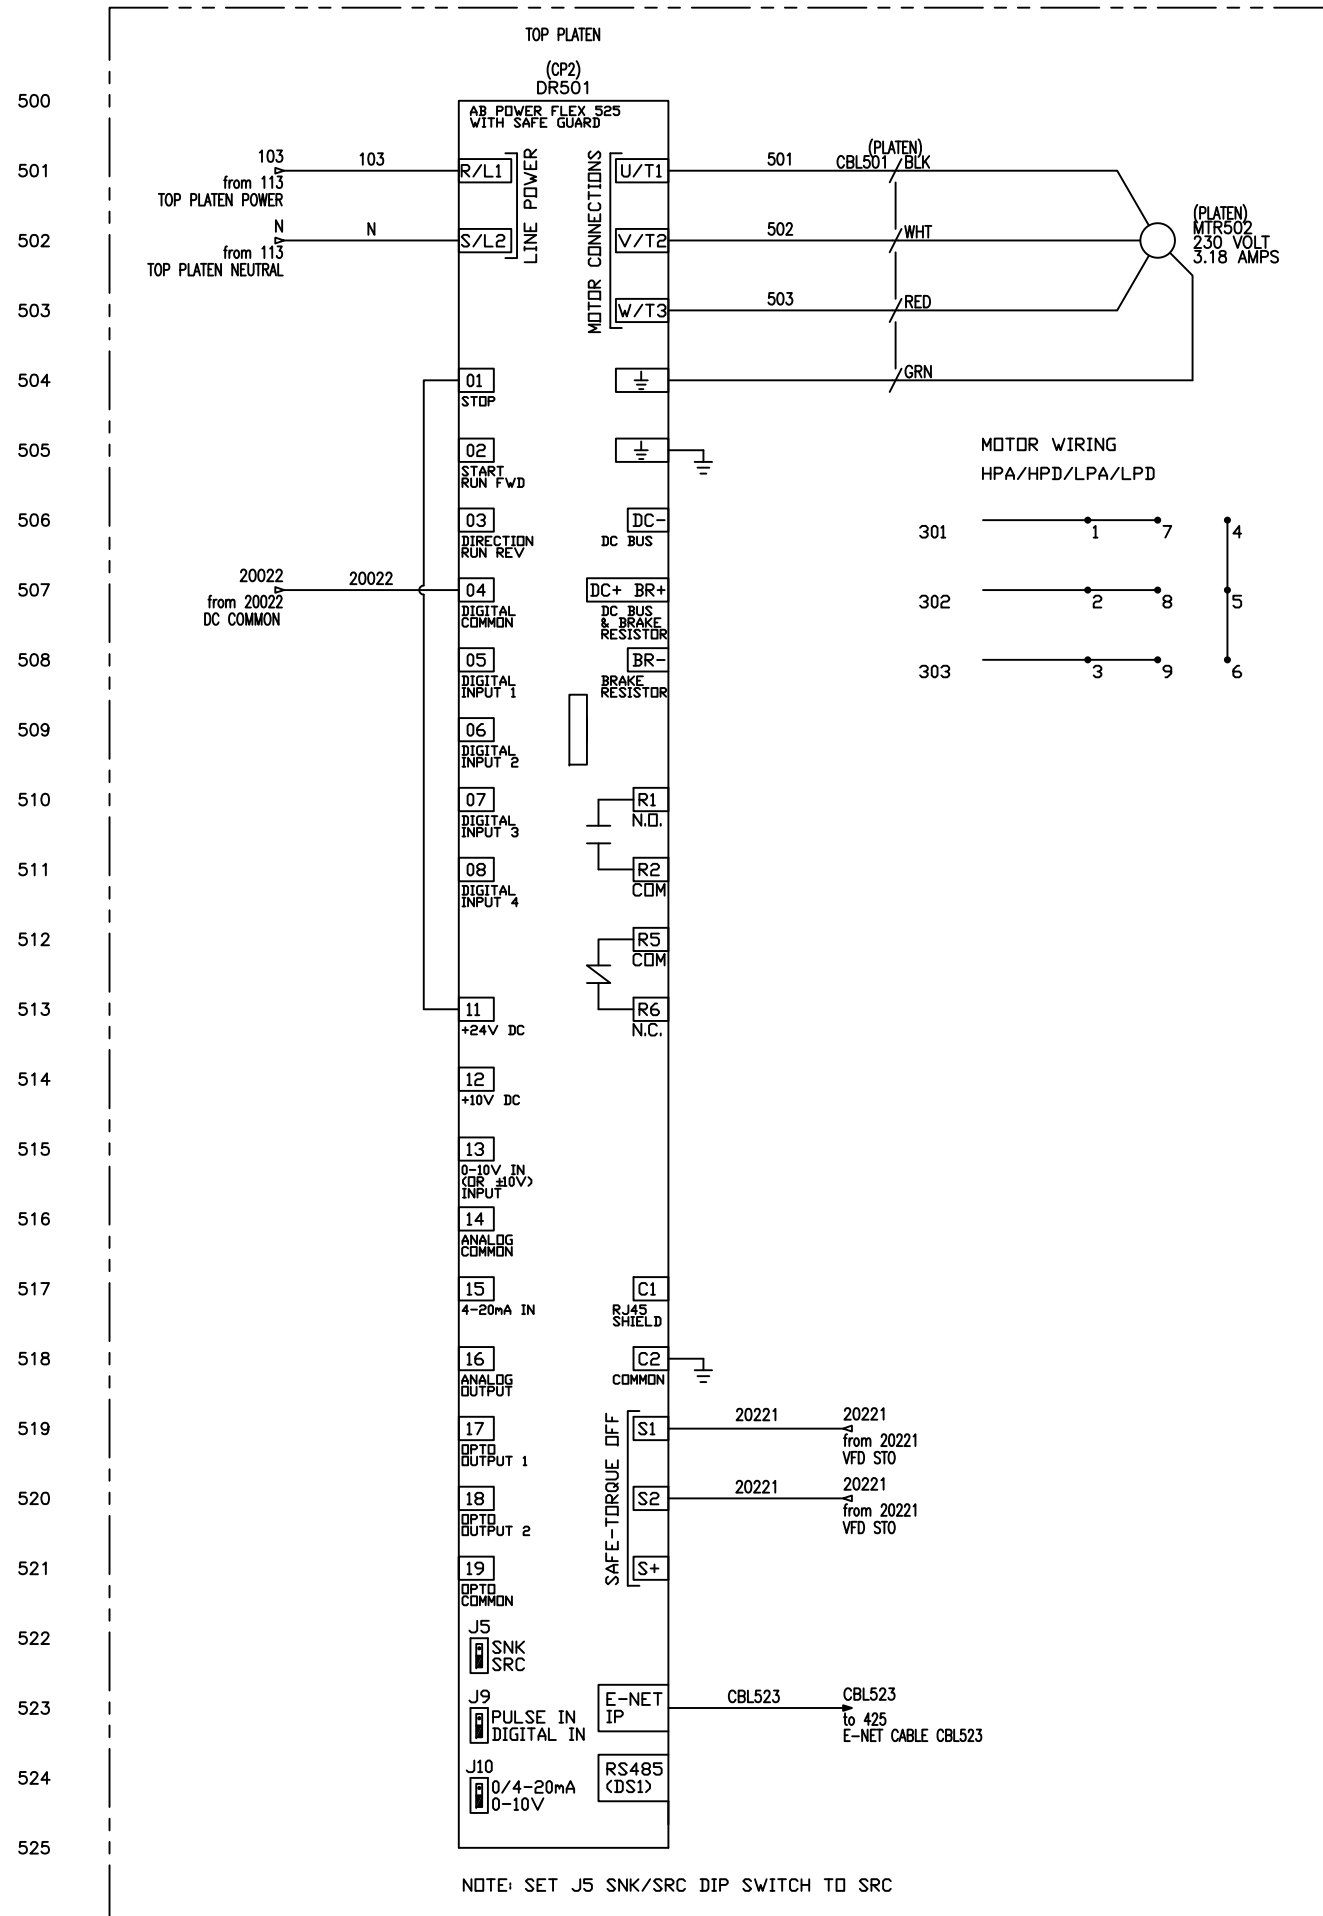 TOP PLATEN
(CP2)
DR501
500
AB POWER FLEX 525
WITH SAFE GUARD
LINE POWER
MOTOR CONNECTIONS
501
103
from 113
TOP PLATEN POWER
103
R/L1
U/T1
501
(PLATEN)
CBL501
BLK
502
N
from 113
TOP PLATEN NEUTRAL
N
S/L2
V/T2
502
WHT
(PLATEN)
MTR502
230 VOLT
3.18 AMPS
503
W/T3
503
RED
504
01
STOP
GRN
505
02
START
RUN FWD
MOTOR WIRING
HPA/HPD/LPA/LPD
506
03
DIRECTION
RUN REV
DC-
DC BUS
301
1
7
4
507
20022
from 20022
DC COMMON
20022
04
DIGITAL
COMMON
DC+ BR+
DC BUS
& BRAKE
RESISTOR
302
2
8
5
508
05
DIGITAL
INPUT 1
BR-
BRAKE
RESISTOR
303
3
9
6
509
06
DIGITAL
INPUT 2
510
07
DIGITAL
INPUT 3
R1
N.O.
511
08
DIGITAL
INPUT 4
R2
COM
512
R5
COM
513
11
+24V DC
R6
N.C.
514
12
+10V DC
515
13
0-10V IN
(OR ±10V)
INPUT
516
14
ANALOG
COMMON
517
15
4-20mA IN
C1
RJ45
SHIELD
518
16
ANALOG
OUTPUT
C2
COMMON
SAFE-TORQUE OFF
519
17
OPTO
OUTPUT 1
S1
20221
20221
from 20221
VFD STO
520
18
OPTO
OUTPUT 2
S2
20221
20221
from 20221
VFD STO
521
19
OPTO
COMMON
S+
522
J5
SNK
SRC
523
J9
PULSE IN
DIGITAL IN
E-NET
IP
CBL523
CBL523
to 425
E-NET CABLE CBL523
524
J10
0/4-20mA
0-10V
RS485
(DS1)
525
NOTE: SET J5 SNK/SRC DIP SWITCH TO SRC